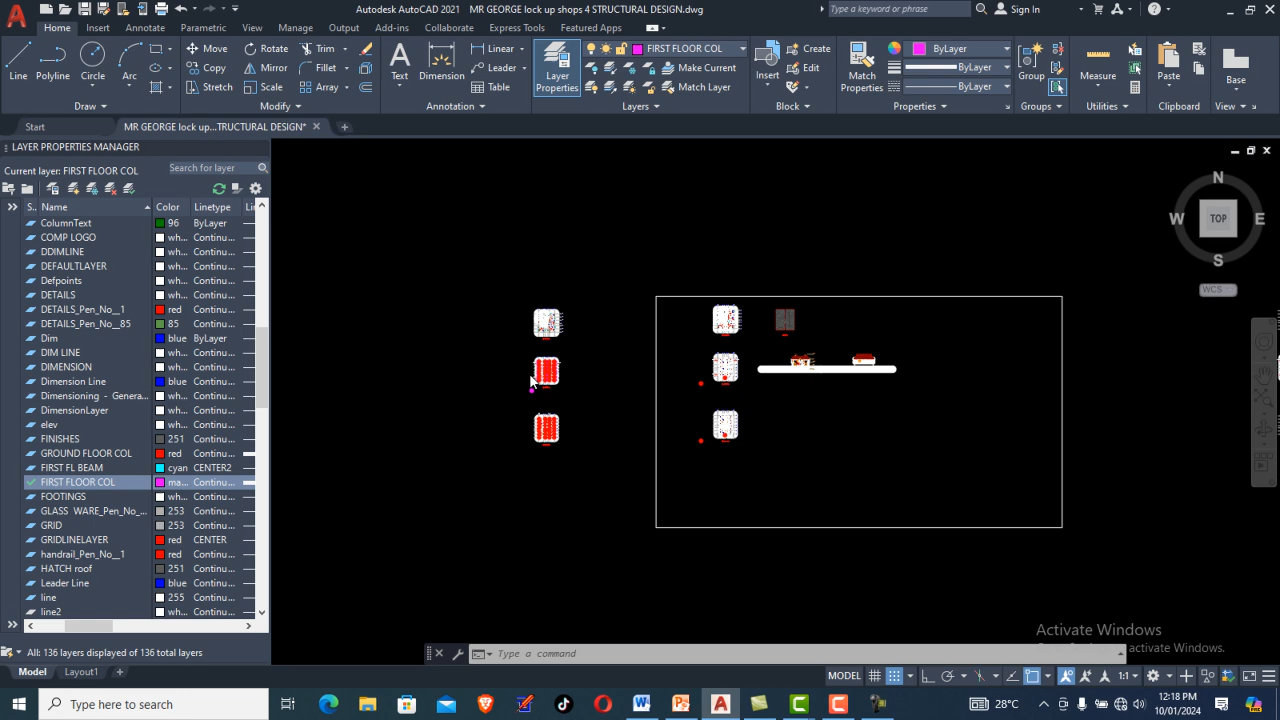 Autodesk AutoCAD 2021 MR GEORGE lock up shops 4 STRUCTURAL DESIGN.dwg
Type a keyword or phrase
Sign In
Home Insert Annotate Parametric View Manage Output Add-ins Collaborate Express Tools Featured Apps
Line Polyline Circle Arc
Move Rotate Trim
Copy Mirror Fillet
Stretch Scale Array
Text Dimension
Linear
Leader
Table
Layer Properties
FIRST FLOOR COL
Make Current
Match Layer
Insert
Create
Edit
Match Properties
ByLayer
ByLayer
ByLayer
Group
Measure
Paste
Base
Draw Modify Annotation Layers Block Properties Groups Utilities Clipboard View
Start MR GEORGE lock up...TRUCTURAL DESIGN*
LAYER PROPERTIES MANAGER
Current layer: FIRST FLOOR COL
Search for layer
S.. Name Color Linetype
ColumnText 96 ByLayer
COMP LOGO wh... Continu...
DDIMLINE wh... Continu...
DEFAULTLAYER wh... Continu...
Defpoints wh... Continu...
DETAILS wh... Continu...
DETAILS_Pen_No__1 red Continu...
DETAILS_Pen_No__85 85 Continu...
Dim blue ByLayer
DIM LINE wh... Continu...
DIMENSION wh... Continu...
Dimension Line blue Continu...
Dimensioning - Genera... wh... Continu...
DimensionLayer wh... Continu...
elev wh... Continu...
FINISHES 251 Continu...
GROUND FLOOR COL red Continu...
FIRST FL BEAM cyan CENTER2
FIRST FLOOR COL ma... Continu...
FOOTINGS wh... Continu...
GLASS WARE_Pen_No_... 253 Continu...
GRID 253 Continu...
GRIDLINELAYER red CENTER
handrail_Pen_No__1 red Continu...
HATCH roof 251 Continu...
Leader Line blue Continu...
line 255 Continu...
line2 wh... Continu...
All: 136 layers displayed of 136 total layers
N
W TOP E
S
WCS
Activate Windows
activate Windows.
Type a command
Model Layout1
MODEL 1:1
Type here to search
28°C
12:18 PM
10/01/2024